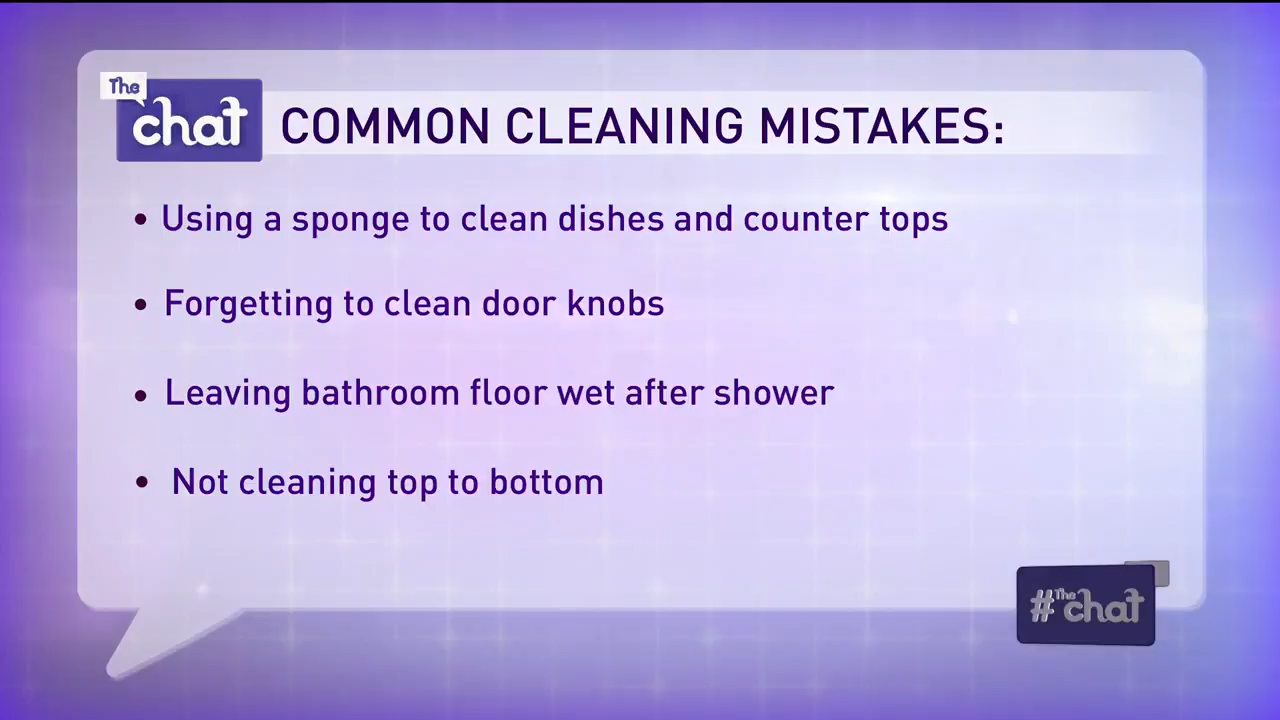 The
chat
COMMON CLEANING MISTAKES:
• Using a sponge to clean dishes and counter tops
• Forgetting to clean door knobs
• Leaving bathroom floor wet after shower
• Not cleaning top to bottom
#The chat